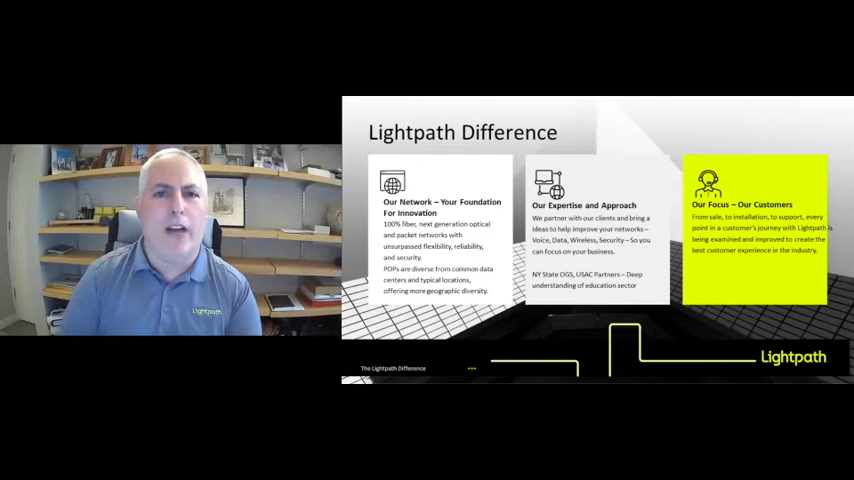 Lightpath Difference
Our Network – Your Foundation
For Innovation
100% fiber, next generation optical
and packet networks with
unsurpassed flexibility, reliability,
and security.
POPs are diverse from common data
centers and typical locations,
offering more geographic diversity.
Our Expertise and Approach
We partner with our clients and bring a
ideas to help improve your networks –
Voice, Data, Wireless, Security – So you
can focus on your business.
NY State OGS, USAC Partners – Deep
understanding of education sector
Our Focus – Our Customers
From sale, to installation, to support, every
point in a customer's journey with Lightpath is
being examined and improved to create the
best customer experience in the industry.
Lightpath
The Lightpath Difference
Lightpath